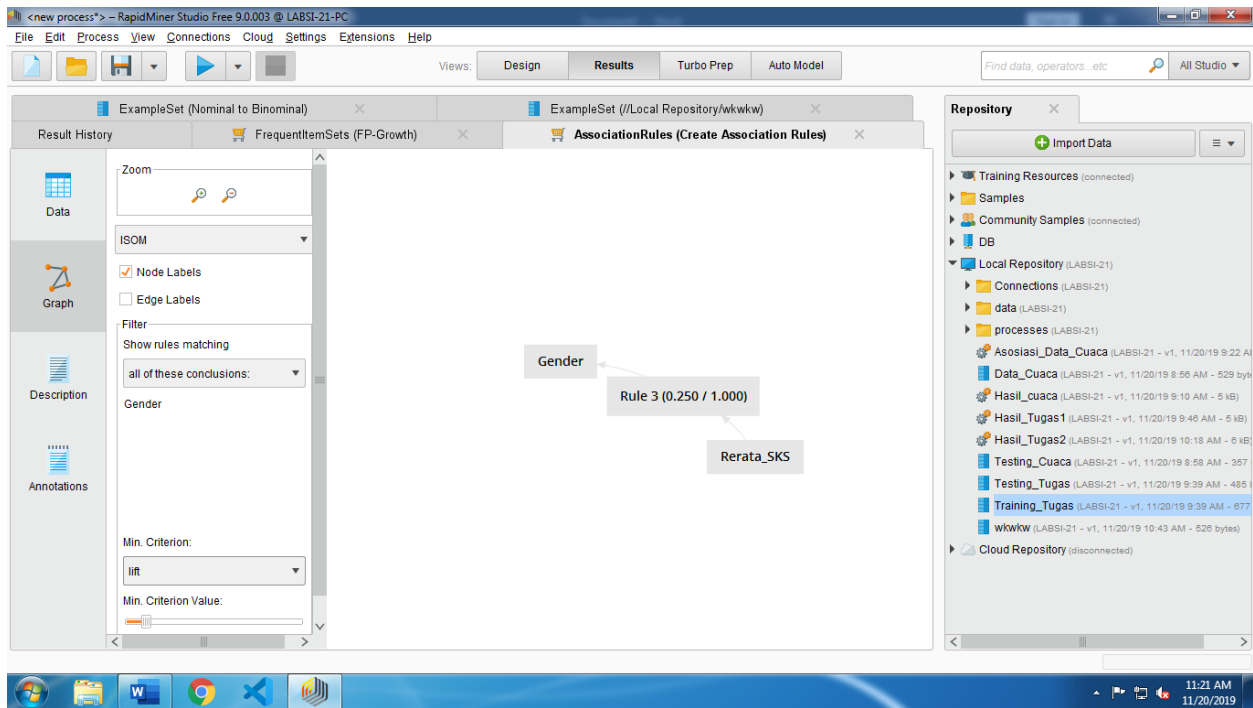 <new process*> – RapidMiner Studio Free 9.0.003 @ LABSI-21-PC
File Edit Process View Connections Cloud Settings Extensions Help
Views: Design Results Turbo Prep Auto Model
Find data, operators...etc
All Studio
ExampleSet (Nominal to Binominal)
ExampleSet (//Local Repository/wkwkw)
Result History
FrequentItemSets (FP-Growth)
AssociationRules (Create Association Rules)
Data
Graph
Description
Annotations
Zoom
ISOM
Node Labels
Edge Labels
Filter
Show rules matching
all of these conclusions:
Gender
Min. Criterion:
lift
Min. Criterion Value:
Gender
Rule 3 (0.250 / 1.000)
Rerata_SKS
Repository
Import Data
Training Resources (connected)
Samples
Community Samples (connected)
DB
Local Repository (LABSI-21)
Connections (LABSI-21)
data (LABSI-21)
processes (LABSI-21)
Asosiasi_Data_Cuaca (LABSI-21 - v1, 11/20/19 9:22 A
Data_Cuaca (LABSI-21 - v1, 11/20/19 8:56 AM - 529 byt
Hasil_cuaca (LABSI-21 - v1, 11/20/19 9:10 AM - 5 kB)
Hasil_Tugas1 (LABSI-21 - v1, 11/20/19 9:46 AM - 5 kB)
Hasil_Tugas2 (LABSI-21 - v1, 11/20/19 10:18 AM - 6 kB)
Testing_Cuaca (LABSI-21 - v1, 11/20/19 8:58 AM - 357
Testing_Tugas (LABSI-21 - v1, 11/20/19 9:39 AM - 485
Training_Tugas (LABSI-21 - v1, 11/20/19 9:39 AM - 677
wkwkw (LABSI-21 - v1, 11/20/19 10:43 AM - 526 bytes)
Cloud Repository (disconnected)
11:21 AM
11/20/2019